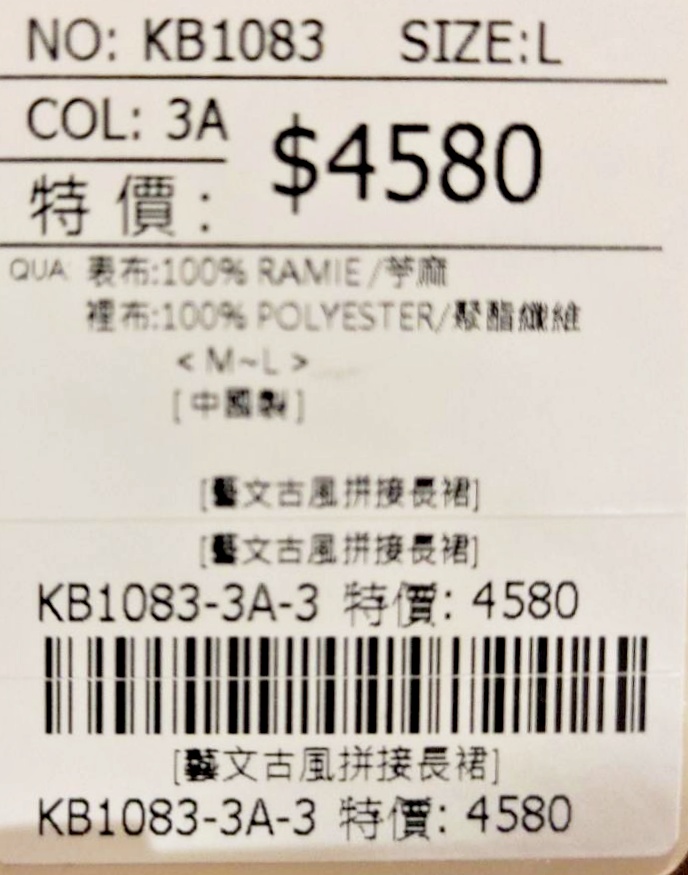 NO: KB1083 SIZE:L
COL: 3A
$4580
特價:
QUA: 表布:100% RAMIE/苧麻
裡布:100% POLYESTER/聚酯纖維
<M~L>
[中國製]
[藝文古風拼接長裙]
[藝文古風拼接長裙]
KB1083-3A-3 特價: 4580
[藝文古風拼接長裙]
KB1083-3A-3 特價: 4580